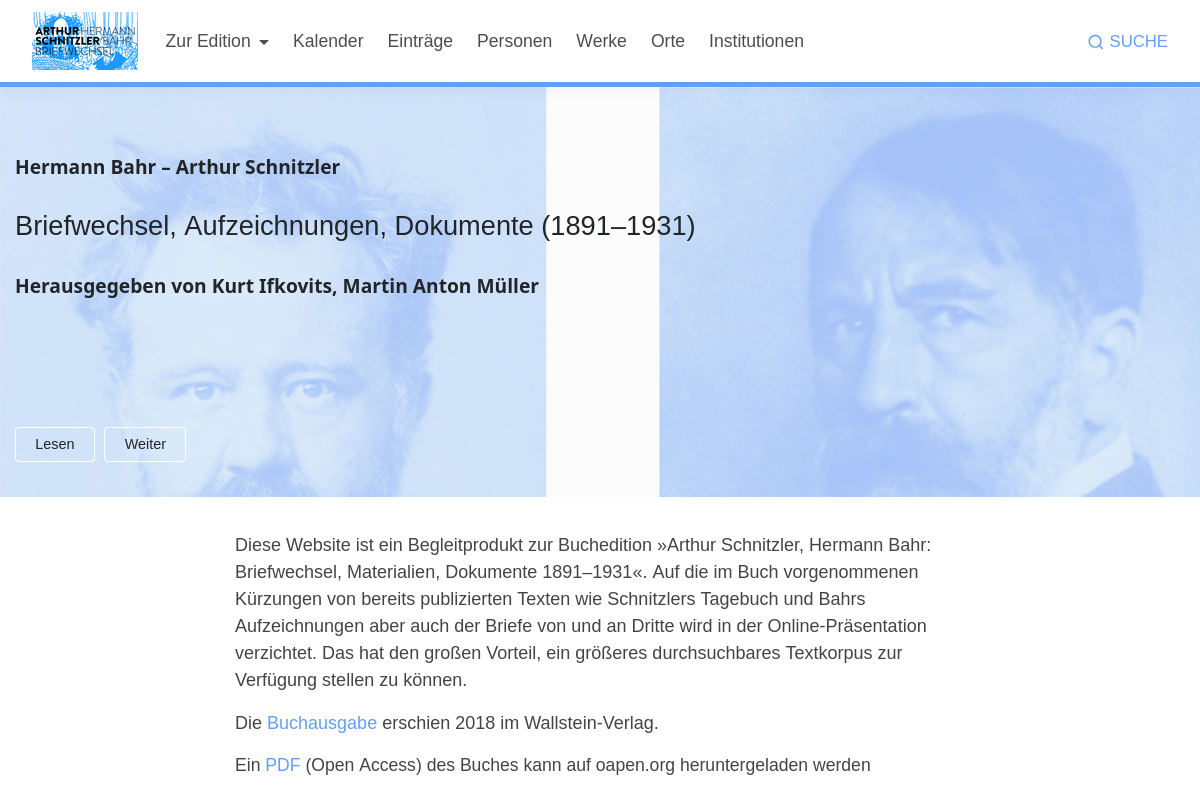 ARTHUR HERMANN
SCHNITZLER BAHR
BRIEFWECHSEL
Zur Edition
Kalender
Einträge
Personen
Werke
Orte
Institutionen
SUCHE
Hermann Bahr – Arthur Schnitzler
Briefwechsel, Aufzeichnungen, Dokumente (1891–1931)
Herausgegeben von Kurt Ifkovits, Martin Anton Müller
Lesen
Weiter
Diese Website ist ein Begleitprodukt zur Buchedition »Arthur Schnitzler, Hermann Bahr:
Briefwechsel, Materialien, Dokumente 1891–1931«. Auf die im Buch vorgenommenen
Kürzungen von bereits publizierten Texten wie Schnitzlers Tagebuch und Bahrs
Aufzeichnungen aber auch der Briefe von und an Dritte wird in der Online-Präsentation
verzichtet. Das hat den großen Vorteil, ein größeres durchsuchbares Textkorpus zur
Verfügung stellen zu können.
Die Buchausgabe erschien 2018 im Wallstein-Verlag.
Ein PDF (Open Access) des Buches kann auf oapen.org heruntergeladen werden